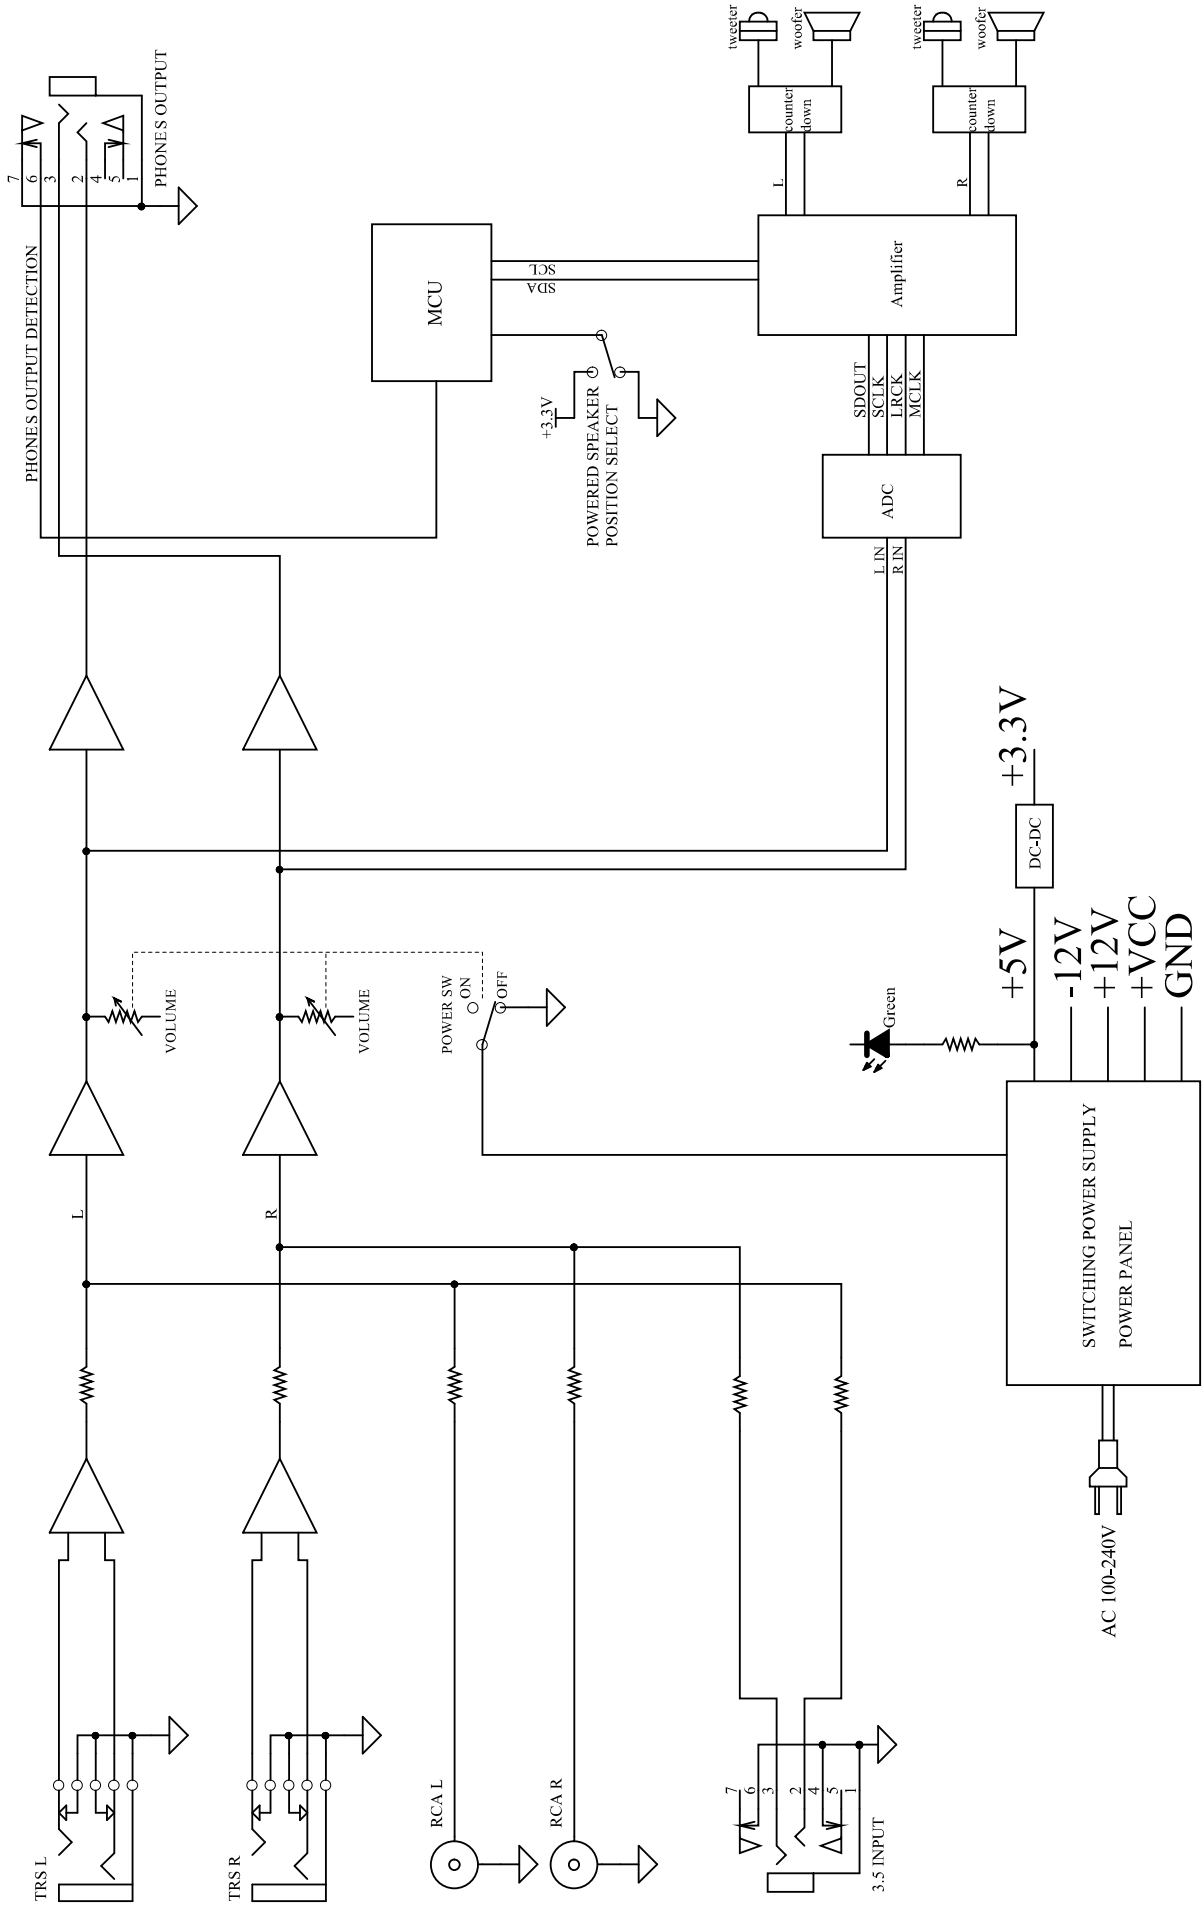 TRS L
TRS R
RCA L
RCA R
3.5 INPUT
7
6
3
2
4
5
1
L
R
VOLUME
VOLUME
POWER SW
ON
OFF
AC 100-240V
SWITCHING POWER SUPPLY
POWER PANEL
Green
+5V
-12V
+12V
+VCC
GND
DC-DC
+3.3V
L IN
R IN
ADC
SDOUT
SCLK
LRCK
MCLK
Amplifier
MCU
SCL
SDA
+3.3V
POWERED SPEAKER
POSITION SELECT
PHONES OUTPUT DETECTION
PHONES OUTPUT
7
6
3
2
4
5
1
L
R
counter
down
counter
down
tweeter
woofer
tweeter
woofer